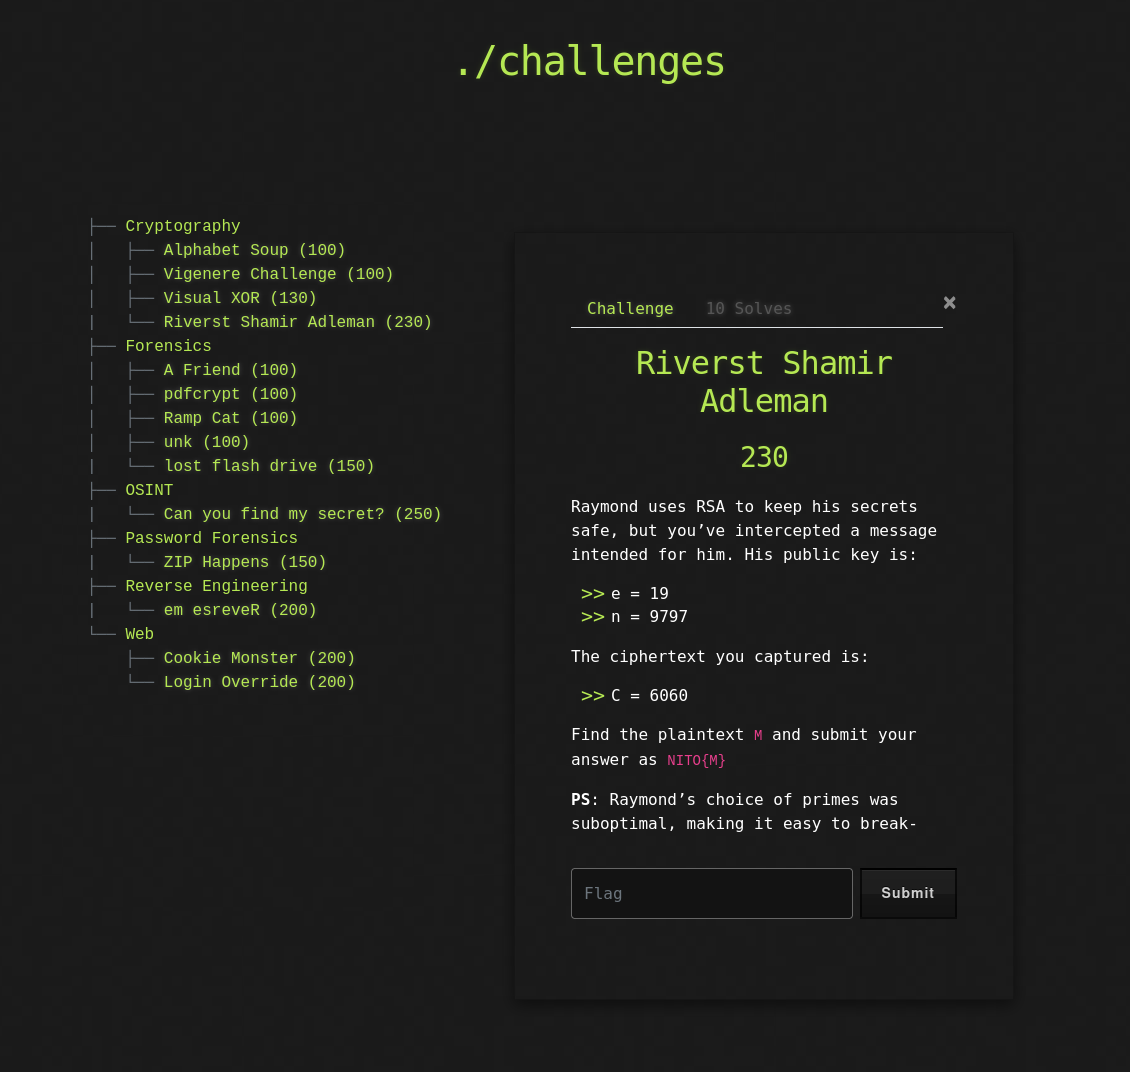 ./challenges
├── Cryptography
│   ├── Alphabet Soup (100)
│   ├── Vigenere Challenge (100)
│   ├── Visual XOR (130)
|   └── Riverst Shamir Adleman (230)
├── Forensics
│   ├── A Friend (100)
│   ├── pdfcrypt (100)
│   ├── Ramp Cat (100)
│   ├── unk (100)
|   └── lost flash drive (150)
├── OSINT
|   └── Can you find my secret? (250)
├── Password Forensics
|   └── ZIP Happens (150)
├── Reverse Engineering
|   └── em esreveR (200)
└── Web
    ├── Cookie Monster (200)
    └── Login Override (200)
Challenge 10 Solves ×
Riverst Shamir
Adleman
230
Raymond uses RSA to keep his secrets
safe, but you’ve intercepted a message
intended for him. His public key is:
>> e = 19
>> n = 9797
The ciphertext you captured is:
>> C = 6060
Find the plaintext M and submit your
answer as NITO{M}
PS: Raymond’s choice of primes was
suboptimal, making it easy to break-
Flag
Submit